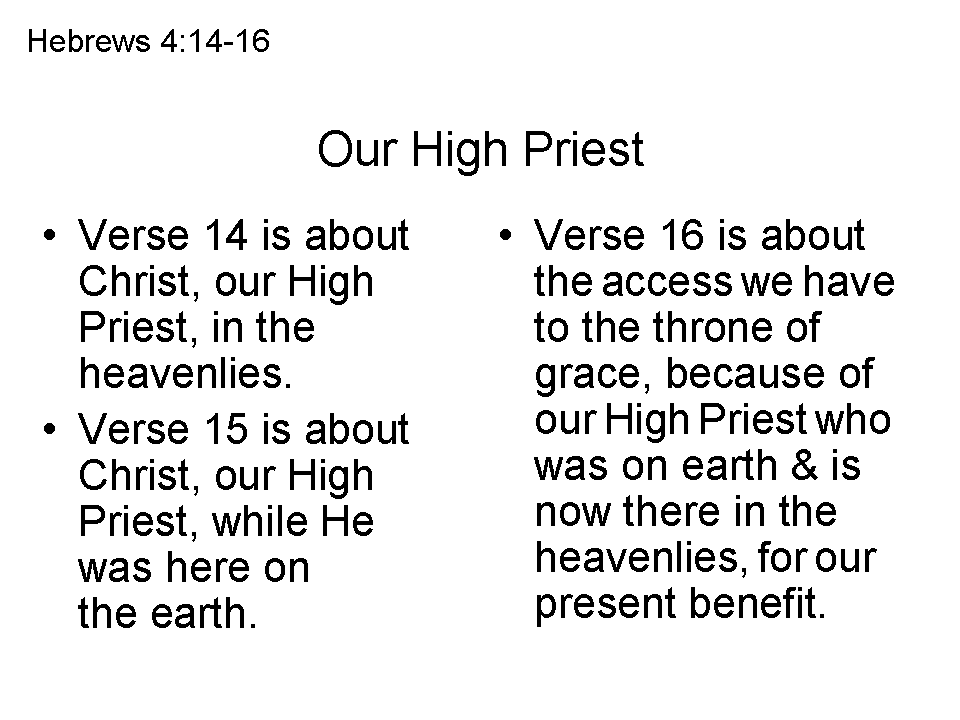 Hebrews 4:14-16
Our High Priest
• Verse 14 is about
Christ, our High
Priest, in the
heavenlies.
• Verse 15 is about
Christ, our High
Priest, while He
was here on
the earth.
• Verse 16 is about
the access we have
to the throne of
grace, because of
our High Priest who
was on earth & is
now there in the
heavenlies, for our
present benefit.